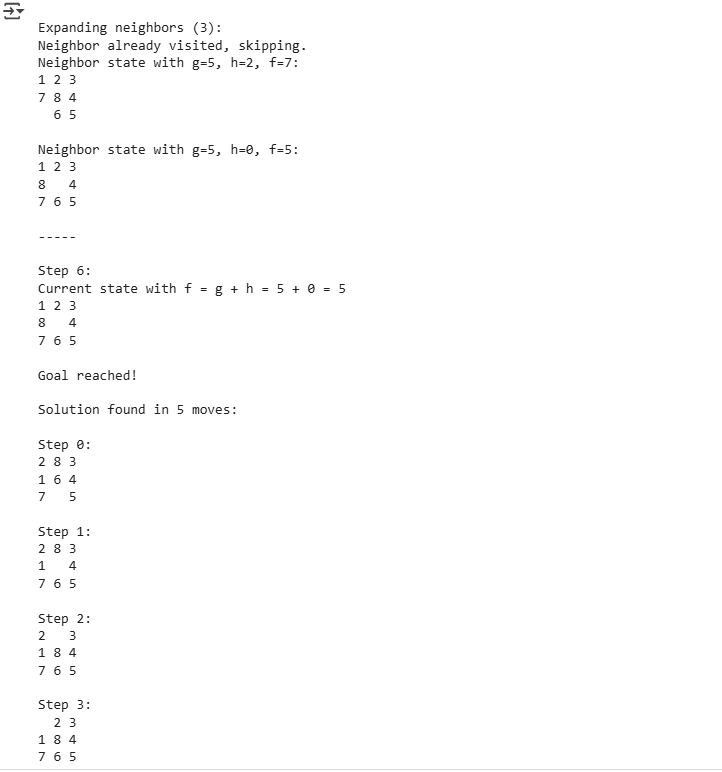 Expanding neighbors (3):
Neighbor already visited, skipping.
Neighbor state with g=5, h=2, f=7:
1 2 3
7 8 4
  6 5

Neighbor state with g=5, h=0, f=5:
1 2 3
8   4
7 6 5

-----

Step 6:
Current state with f = g + h = 5 + 0 = 5
1 2 3
8   4
7 6 5

Goal reached!

Solution found in 5 moves:

Step 0:
2 8 3
1 6 4
7   5

Step 1:
2 8 3
1   4
7 6 5

Step 2:
2   3
1 8 4
7 6 5

Step 3:
  2 3
1 8 4
7 6 5